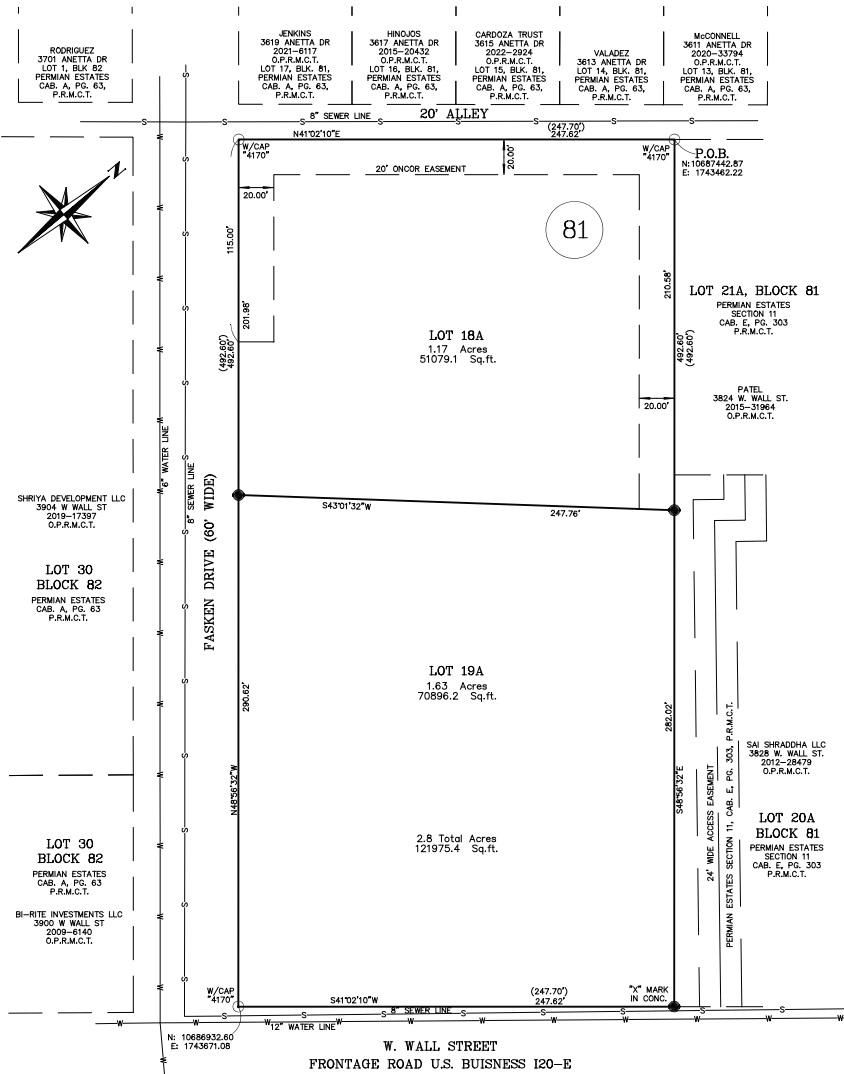 RODRIGUEZ
3701 ANETTA DR
LOT 1, BLK 82
PERMIAN ESTATES
CAB. A, PG. 63,
P.R.M.C.T.
JENKINS
3619 ANETTA DR
2021-6117
O.P.R.M.C.T.
LOT 17, BLK. 81,
PERMIAN ESTATES
CAB. A, PG. 63,
P.R.M.C.T.
HINOJOS
3617 ANETTA DR
2015-20432
O.P.R.M.C.T.
LOT 16, BLK. 81,
PERMIAN ESTATES
CAB. A, PG. 63,
P.R.M.C.T.
CARDOZA TRUST
3615 ANETTA DR
2022-2924
O.P.R.M.C.T.
LOT 15, BLK. 81,
PERMIAN ESTATES
CAB. A, PG. 63,
P.R.M.C.T.
VALADEZ
3613 ANETTA DR
LOT 14, BLK. 81,
PERMIAN ESTATES
CAB. A, PG. 63,
P.R.M.C.T.
McCONNELL
3611 ANETTA DR
2020-33794
O.P.R.M.C.T.
LOT 13, BLK. 81,
PERMIAN ESTATES
CAB. A, PG. 63,
P.R.M.C.T.
8" SEWER LINE
20' ALLEY
N41°02'10"E
(247.70')
247.62'
W/CAP
"4170"
W/CAP
"4170"
P.O.B.
N:10687442.87
E: 1743462.22
20' ONCOR EASEMENT
20.00'
20.00'
N
81
115.00'
201.98'
(492.60')
492.60'
210.58'
492.60'
(492.60')
LOT 21A, BLOCK 81
PERMIAN ESTATES
SECTION 11
CAB. E, PG. 303
P.R.M.C.T.
LOT 18A
1.17 Acres
51079.1 Sq.ft.
20.00'
PATEL
3824 W. WALL ST.
2015-31964
O.P.R.M.C.T.
6" WATER LINE
8" SEWER LINE
FASKEN DRIVE (60' WIDE)
S43°01'32"W
247.76'
SHRIYA DEVELOPMENT LLC
3904 W WALL ST
2019-17397
O.P.R.M.C.T.
LOT 30
BLOCK 82
PERMIAN ESTATES
CAB. A, PG. 63
P.R.M.C.T.
LOT 19A
1.63 Acres
70896.2 Sq.ft.
290.62'
282.02'
N48°56'32"W
S48°56'32"E
24' WIDE ACCESS EASEMENT
PERMIAN ESTATES SECTION 11, CAB. E, PG. 303, P.R.M.C.T.
SAI SHRADDHA LLC
3828 W. WALL ST.
2012-28479
O.P.R.M.C.T.
2.8 Total Acres
121975.4 Sq.ft.
LOT 20A
BLOCK 81
PERMIAN ESTATES
SECTION 11
CAB. E, PG. 303
P.R.M.C.T.
LOT 30
BLOCK 82
PERMIAN ESTATES
CAB. A, PG. 63
P.R.M.C.T.
BI-RITE INVESTMENTS LLC
3900 W WALL ST
2009-6140
O.P.R.M.C.T.
W/CAP
"4170"
S41°02'10"W
(247.70')
247.62'
"X" MARK
IN CONC.
8" SEWER LINE
12" WATER LINE
N: 10686932.60
E: 1743671.08
W. WALL STREET
FRONTAGE ROAD U.S. BUISNESS I20-E